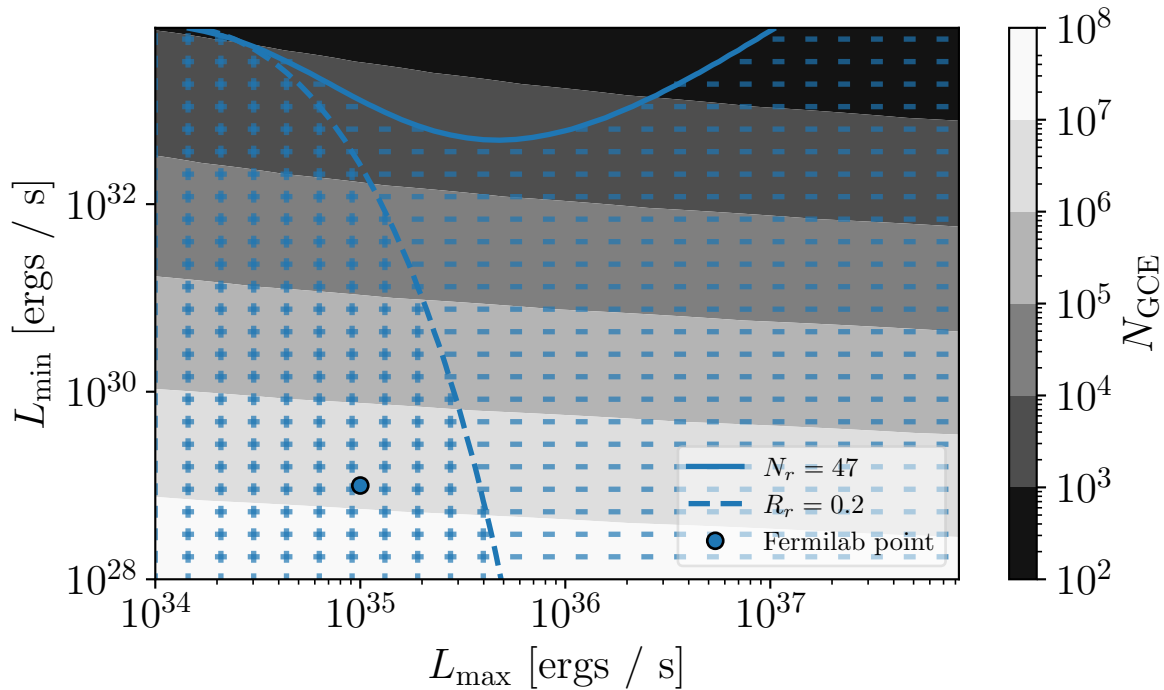 10^8
10^7
10^6
10^5
10^4
10^3
10^2
N_GCE
10^32
10^30
10^28
L_min [ergs / s]
N_r = 47
R_r = 0.2
Fermilab point
10^34
10^35
10^36
10^37
L_max [ergs / s]